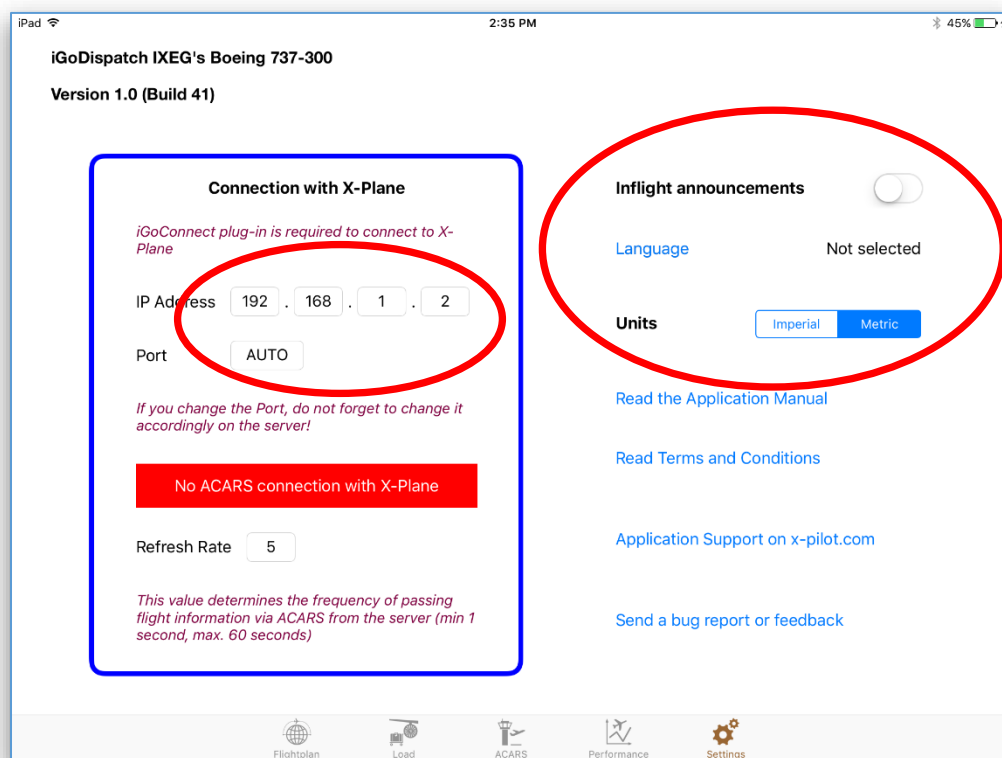 iPad
2:35 PM
45%
iGoDispatch IXEG's Boeing 737-300
Version 1.0 (Build 41)
Connection with X-Plane
iGoConnect plug-in is required to connect to X-
Plane
IP Address 192 . 168 . 1 . 2
Port AUTO
If you change the Port, do not forget to change it
accordingly on the server!
No ACARS connection with X-Plane
Refresh Rate 5
This value determines the frequency of passing
flight information via ACARS from the server (min 1
second, max. 60 seconds)
Inflight announcements
Language Not selected
Units Imperial Metric
Read the Application Manual
Read Terms and Conditions
Application Support on x-pilot.com
Send a bug report or feedback
Flightplan Load ACARS Performance Settings